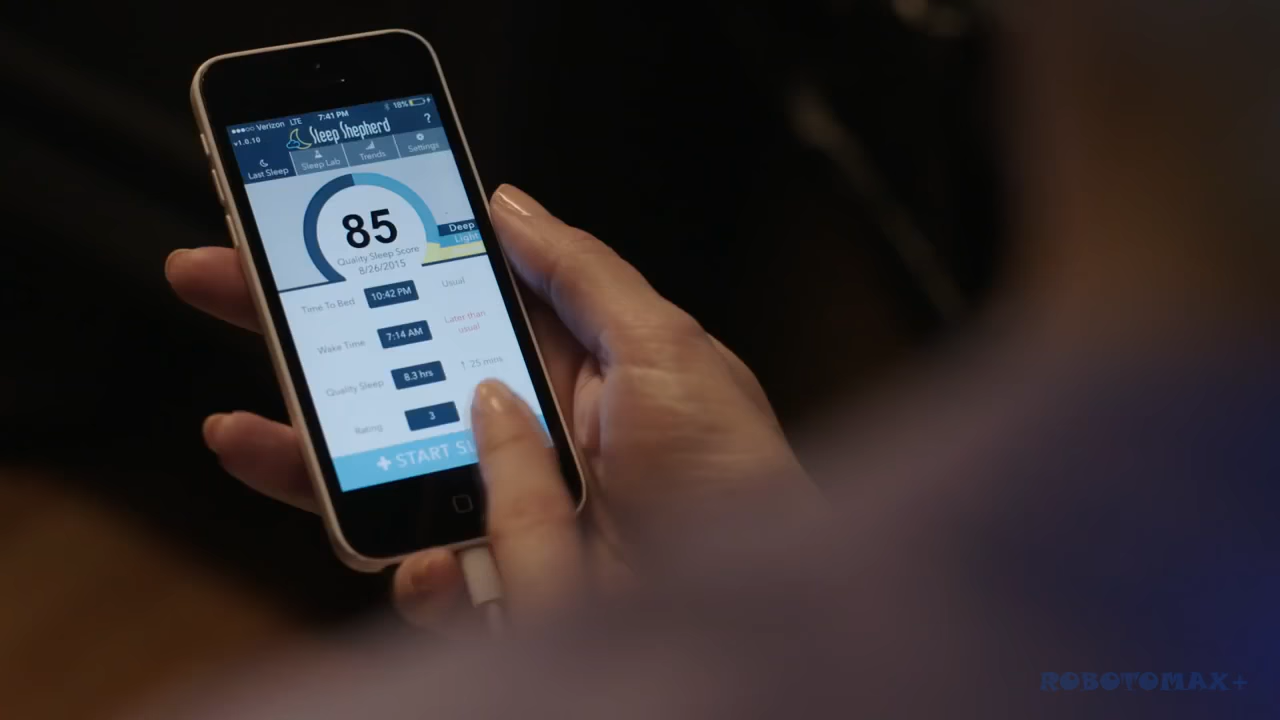 Verizon LTE 7:41 PM 18%
v1.0.10 Sleep Shepherd ?
Last Sleep Sleep Lab Trends Settings
85
Quality Sleep Score
8/26/2015
Deep
Light
Time To Bed 10:42 PM Usual
Wake Time 7:14 AM Later than usual
Quality Sleep 8.3 hrs ↑ 25 mins
Rating 3
+ START SL
ROBOTOMAX+